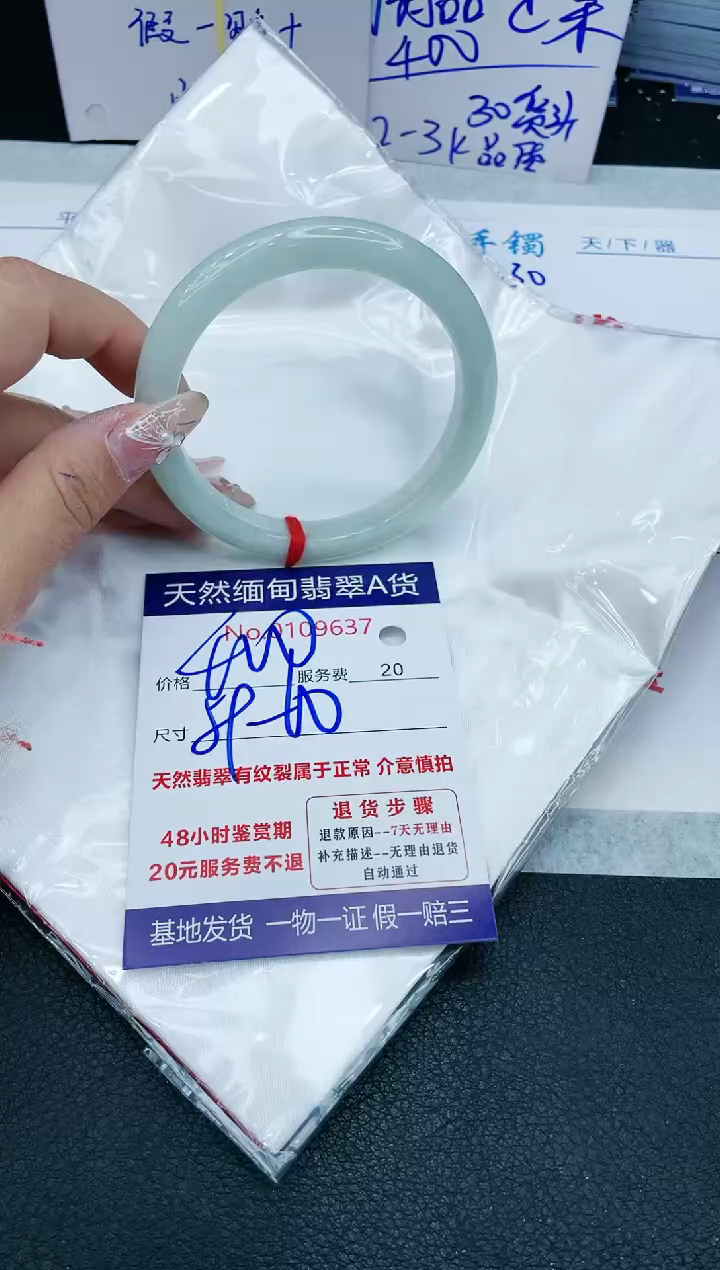 假一
400
30货头
2-3K品质
手镯
天/下/器
30
天然缅甸翡翠A货
No.0109637
价格 400 服务费 20
尺寸
天然翡翠有纹裂属于正常 介意慎拍
48小时鉴赏期
20元服务费不退
退货步骤
退款原因--7天无理由
补充描述--无理由退货
自动通过
基地发货 一物一证 假一赔三